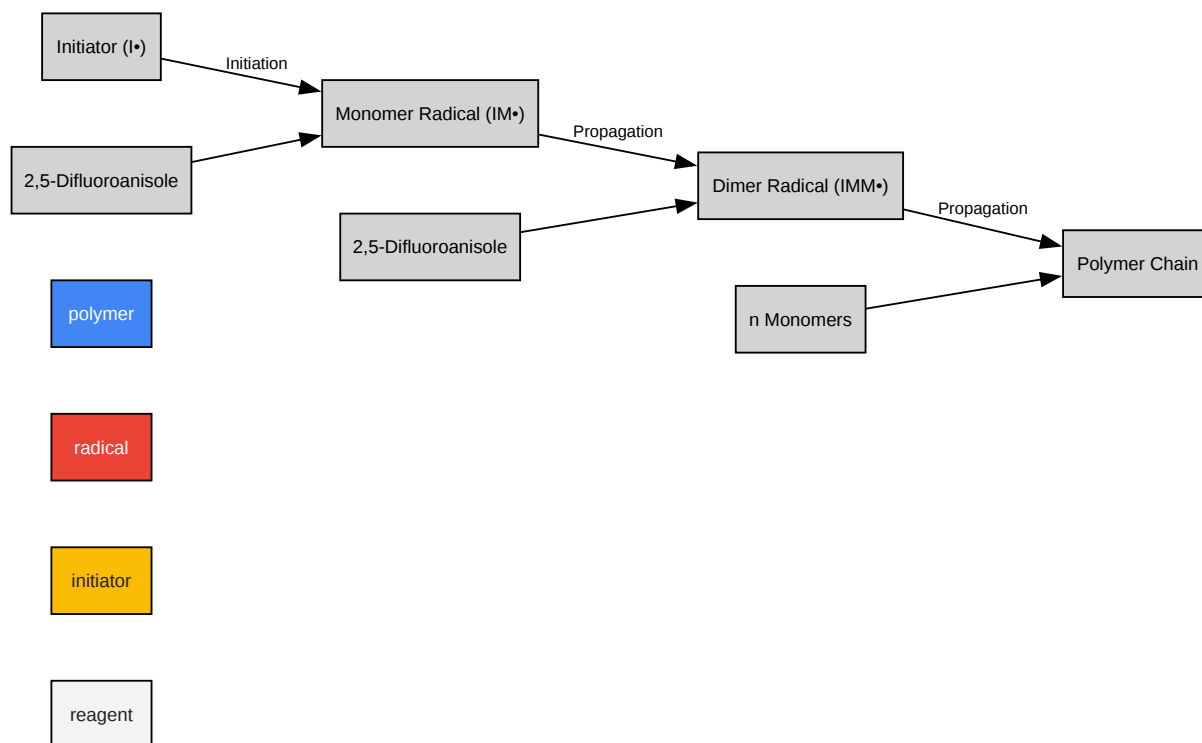 Initiator (I•)
Initiation
Monomer Radical (IM•)
2,5-Difluoroanisole
Propagation
Dimer Radical (IMM•)
2,5-Difluoroanisole
Propagation
Polymer Chain
n Monomers
polymer
radical
initiator
reagent